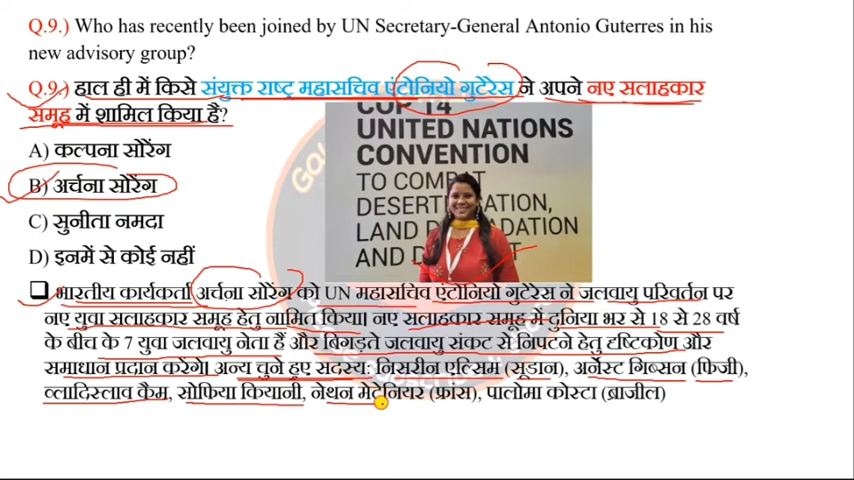 Q.9.) Who has recently been joined by UN Secretary-General Antonio Guterres in his
new advisory group?
Q.9.) हाल ही में किसे संयुक्त राष्ट्र महासचिव एंटोनियो गुटेरेस ने अपने नए सलाहकार
समूह में शामिल किया है?
A) कल्पना सोरेंग
B) अर्चना सोरेंग
C) सुनीता नमदा
D) इनमें से कोई नहीं
COP 14
UNITED NATIONS
CONVENTION
TO COMBAT
DESERTIFICATION,
LAND DEGRADATION
AND D
भारतीय कार्यकर्ता अर्चना सोरेंग को UN महासचिव एंटोनियो गुटेरेस ने जलवायु परिवर्तन पर
नए युवा सलाहकार समूह हेतु नामित किया। नए सलाहकार समूह में दुनिया भर से 18 से 28 वर्ष
के बीच के 7 युवा जलवायु नेता हैं और बिगड़ते जलवायु संकट से निपटने हेतु दृष्टिकोण और
समाधान प्रदान करेंगे। अन्य चुने हुए सदस्य: निसरीन एल्सिम (सूडान), अर्नेस्ट गिब्सन (फिजी),
व्लादिस्लाव कैम, सोफिया कियानी, नेथन मेटेनियर (फ्रांस), पालोमा कोस्टा (ब्राजील)